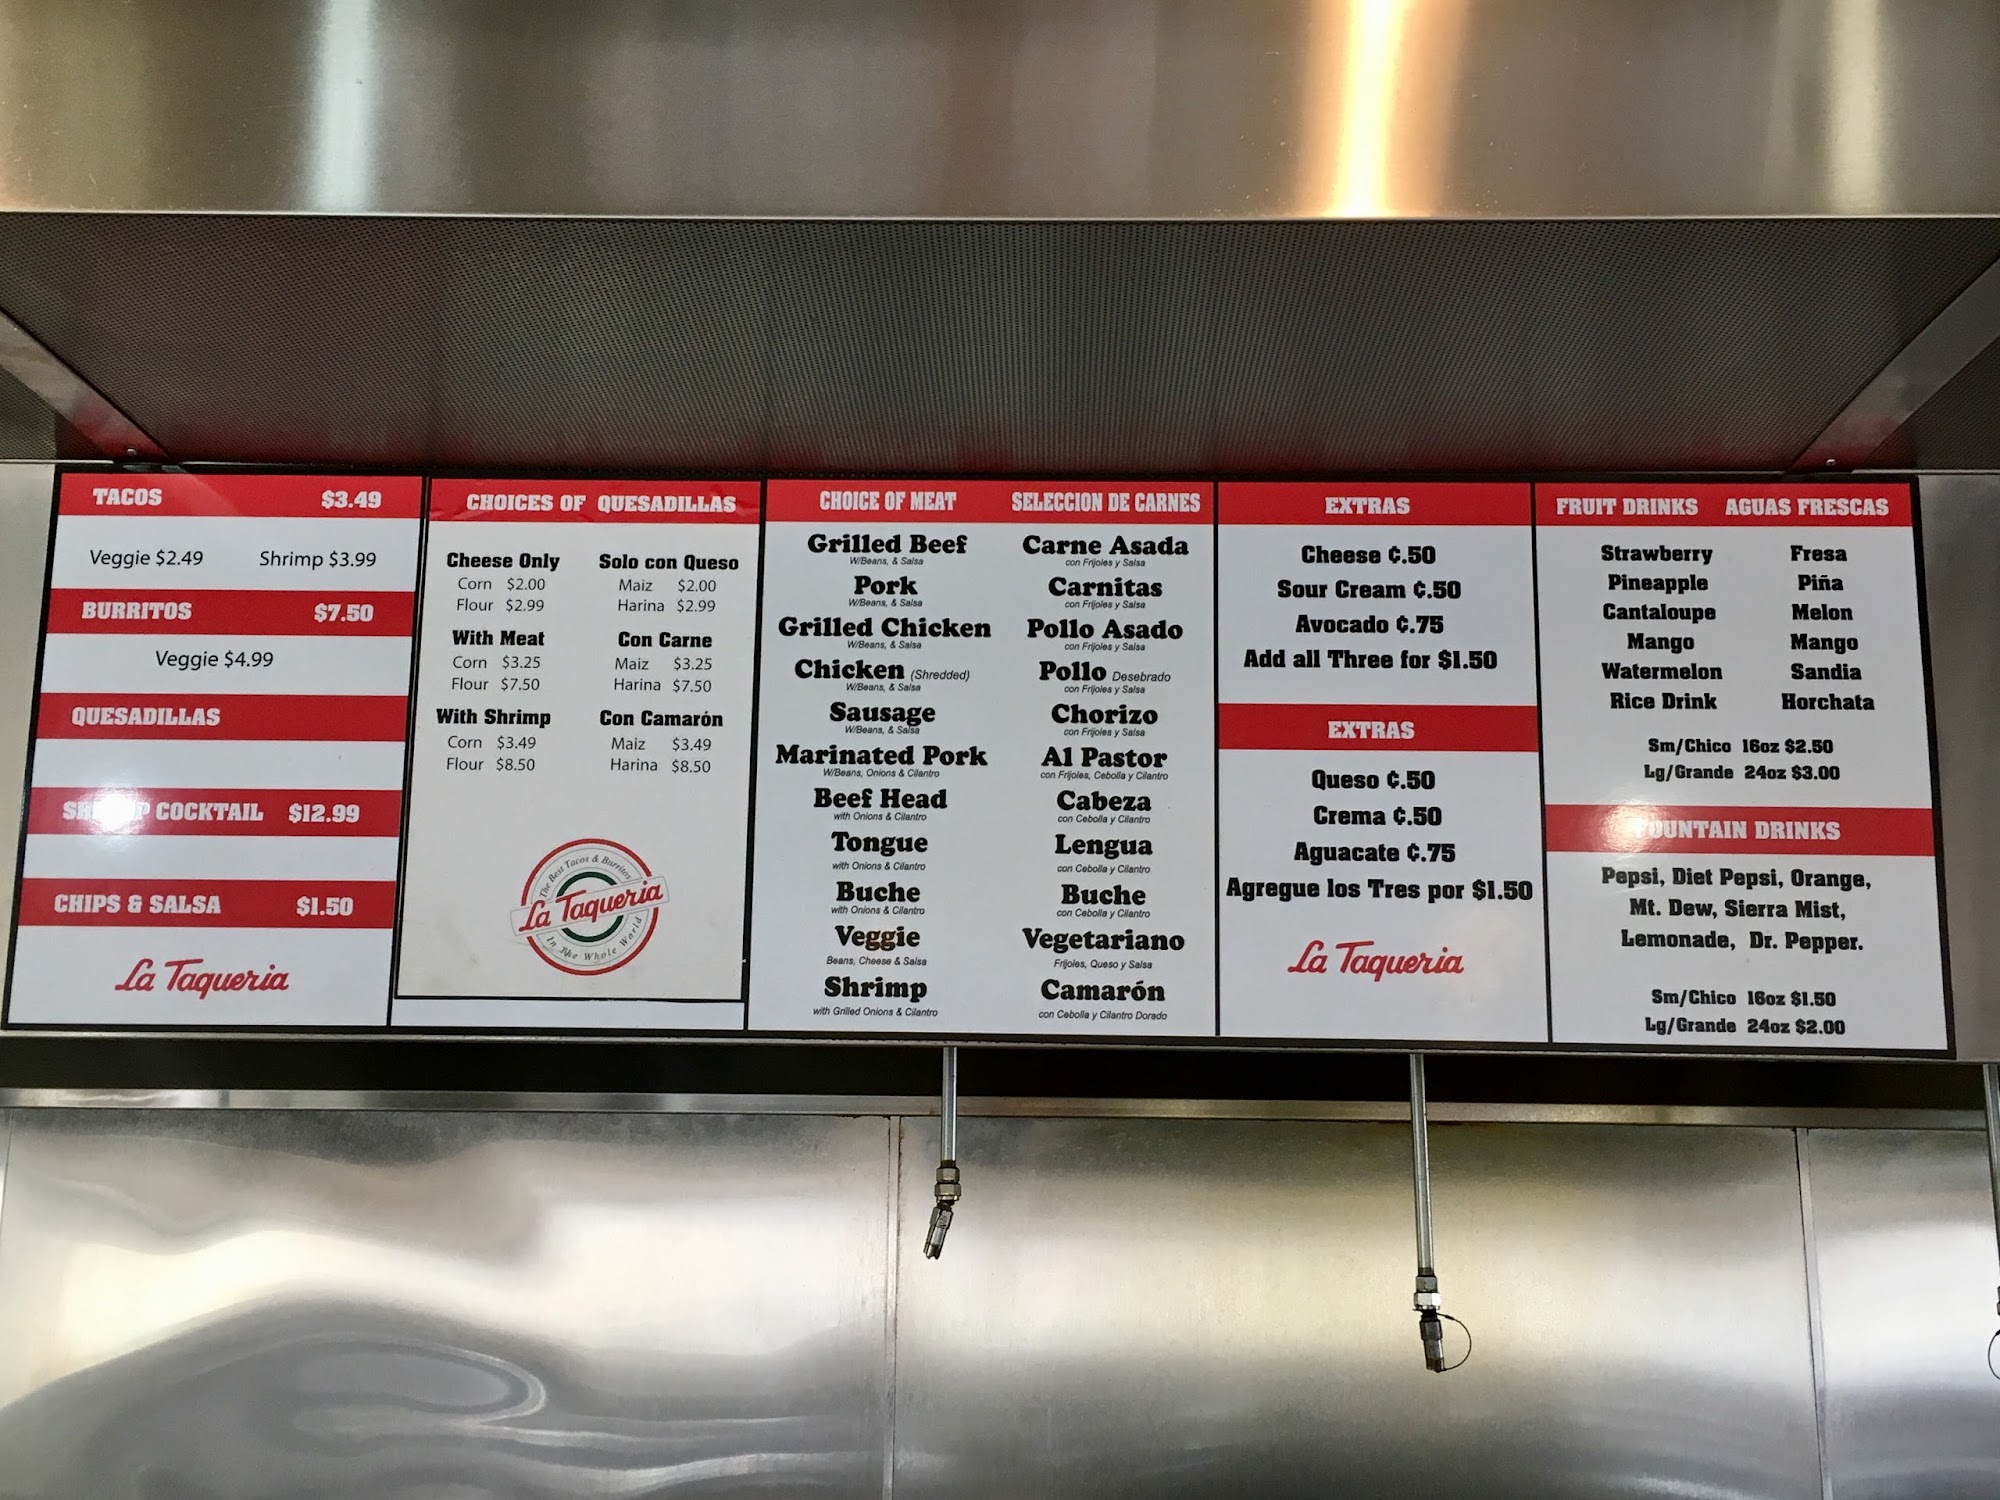 TACOS $3.49
Veggie $2.49 Shrimp $3.99
BURRITOS $7.50
Veggie $4.99
QUESADILLAS
COCKTAIL $12.99
CHIPS & SALSA $1.50
La Taqueria
CHOICES OF QUESADILLAS
Cheese Only Solo con Queso
Corn $2.00 Maiz $2.00
Flour $2.99 Harina $2.99
With Meat Con Carne
Corn $3.25 Maiz $3.25
Flour $7.50 Harina $7.50
With Shrimp Con Camarón
Corn $3.49 Maiz $3.49
Flour $8.50 Harina $8.50
The Best Tacos & Burritos
La Taqueria
In The Whole World
CHOICE OF MEAT SELECCION DE CARNES
Grilled Beef Carne Asada
W/Beans, & Salsa con Frijoles y Salsa
Pork Carnitas
W/Beans, & Salsa con Frijoles y Salsa
Grilled Chicken Pollo Asado
W/Beans, & Salsa con Frijoles y Salsa
Chicken (Shredded) Pollo Desebrado
W/Beans, & Salsa con Frijoles y Salsa
Sausage Chorizo
W/Beans, & Salsa con Frijoles y Salsa
Marinated Pork Al Pastor
W/Beans, Onions & Cilantro con Frijoles, Cebolla y Cilantro
Beef Head Cabeza
with Onions & Cilantro con Cebolla y Cilantro
Tongue Lengua
with Onions & Cilantro con Cebolla y Cilantro
Buche Buche
with Onions & Cilantro con Cebolla y Cilantro
Veggie Vegetariano
Beans, Cheese & Salsa Frijoles, Queso y Salsa
Shrimp Camarón
with Grilled Onions & Cilantro con Cebolla y Cilantro Dorado
EXTRAS
Cheese ¢.50
Sour Cream ¢.50
Avocado ¢.75
Add all Three for $1.50
EXTRAS
Queso ¢.50
Crema ¢.50
Aguacate ¢.75
Agregue los Tres por $1.50
La Taqueria
FRUIT DRINKS AGUAS FRESCAS
Strawberry Fresa
Pineapple Piña
Cantaloupe Melon
Mango Mango
Watermelon Sandia
Rice Drink Horchata
Sm/Chico 16oz $2.50
Lg/Grande 24oz $3.00
FOUNTAIN DRINKS
Pepsi, Diet Pepsi, Orange,
Mt. Dew, Sierra Mist,
Lemonade, Dr. Pepper.
Sm/Chico 16oz $1.50
Lg/Grande 24oz $2.00